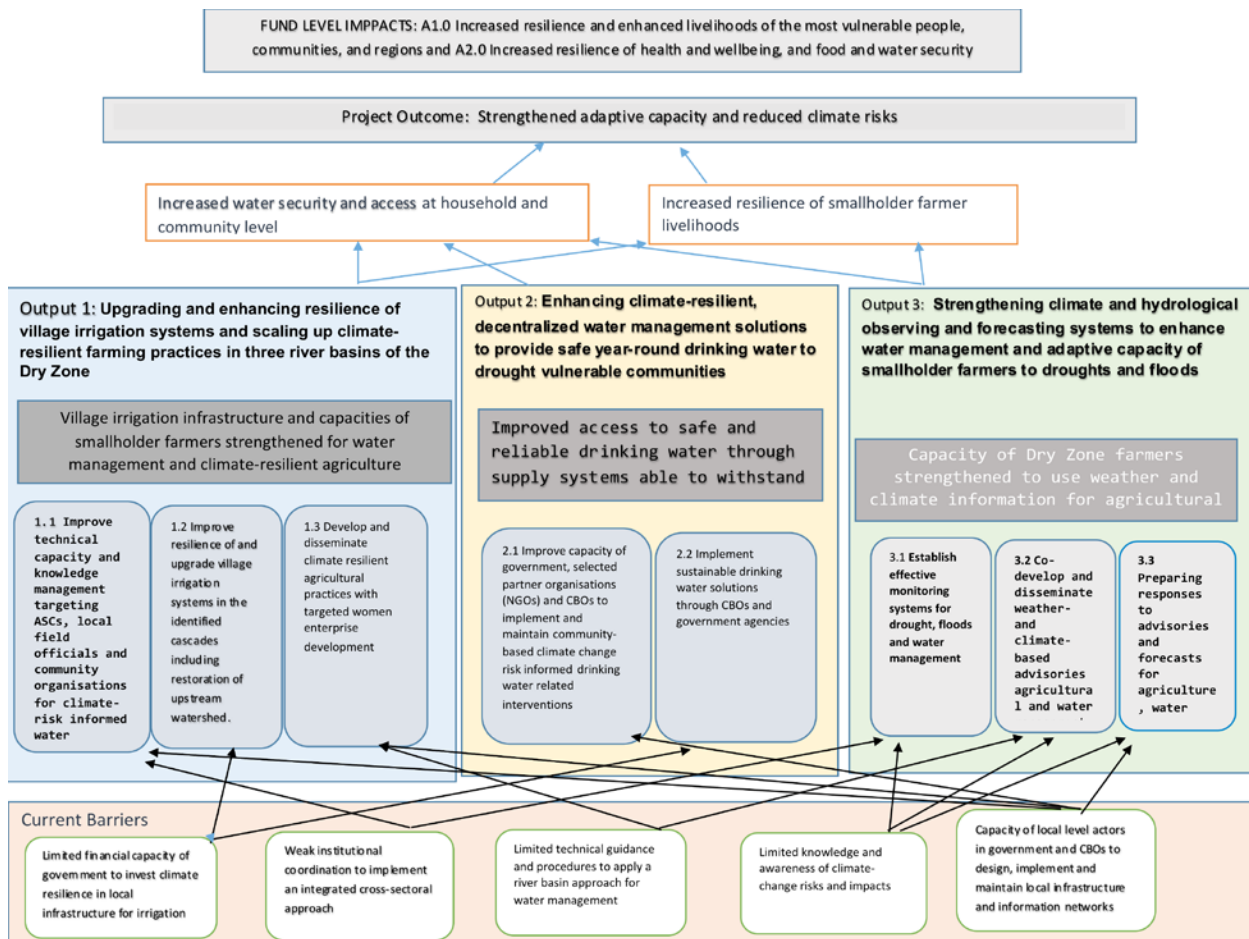 FUND LEVEL IMPPACTS: A1.0 Increased resilience and enhanced livelihoods of the most vulnerable people,
communities, and regions and A2.0 Increased resilience of health and wellbeing, and food and water security
Project Outcome: Strengthened adaptive capacity and reduced climate risks
Increased water security and access at household and
community level
Increased resilience of smallholder farmer
livelihoods
Output 1: Upgrading and enhancing resilience of
village irrigation systems and scaling up climate-
resilient farming practices in three river basins of the
Dry Zone
Village irrigation infrastructure and capacities of
smallholder farmers strengthened for water
management and climate-resilient agriculture
1.1 Improve
technical
capacity and
knowledge
management
targeting
ASCs, local
field
officials and
community
organisations
for climate-
risk informed
water
1.2 Improve
resilience of and
upgrade village
irrigation
systems in the
identified
cascades
including
restoration of
upstream
watershed.
1.3 Develop and
disseminate
climate resilient
agricultural
practices with
targeted women
enterprise
development
Output 2: Enhancing climate-resilient,
decentralized water management solutions
to provide safe year-round drinking water to
drought vulnerable communities
Improved access to safe and
reliable drinking water through
supply systems able to withstand
2.1 Improve capacity of
government, selected
partner organisations
(NGOs) and CBOs to
implement and
maintain community-
based climate change
risk informed drinking
water related
interventions
2.2 Implement
sustainable drinking
water solutions
through CBOs and
government agencies
Output 3: Strengthening climate and hydrological
observing and forecasting systems to enhance
water management and adaptive capacity of
smallholder farmers to droughts and floods
Capacity of Dry Zone farmers
strengthened to use weather and
climate information for agricultural
3.1 Establish
effective
monitoring
systems for
drought, floods
and water
management
3.2 Co-
develop and
disseminate
weather-
and
climate-
based
advisories
agricultura
l and water
3.3
Preparing
responses
to
advisories
and
forecasts
for
agriculture
, water
Current Barriers
Limited financial capacity of
government to invest climate
resilience in local
infrastructure for irrigation
Weak institutional
coordination to implement
an integrated cross-sectoral
approach
Limited technical guidance
and procedures to apply a
river basin approach for
water management
Limited knowledge and
awareness of climate-
change risks and impacts
Capacity of local level actors
in government and CBOs to
design, implement and
maintain local infrastructure
and information networks